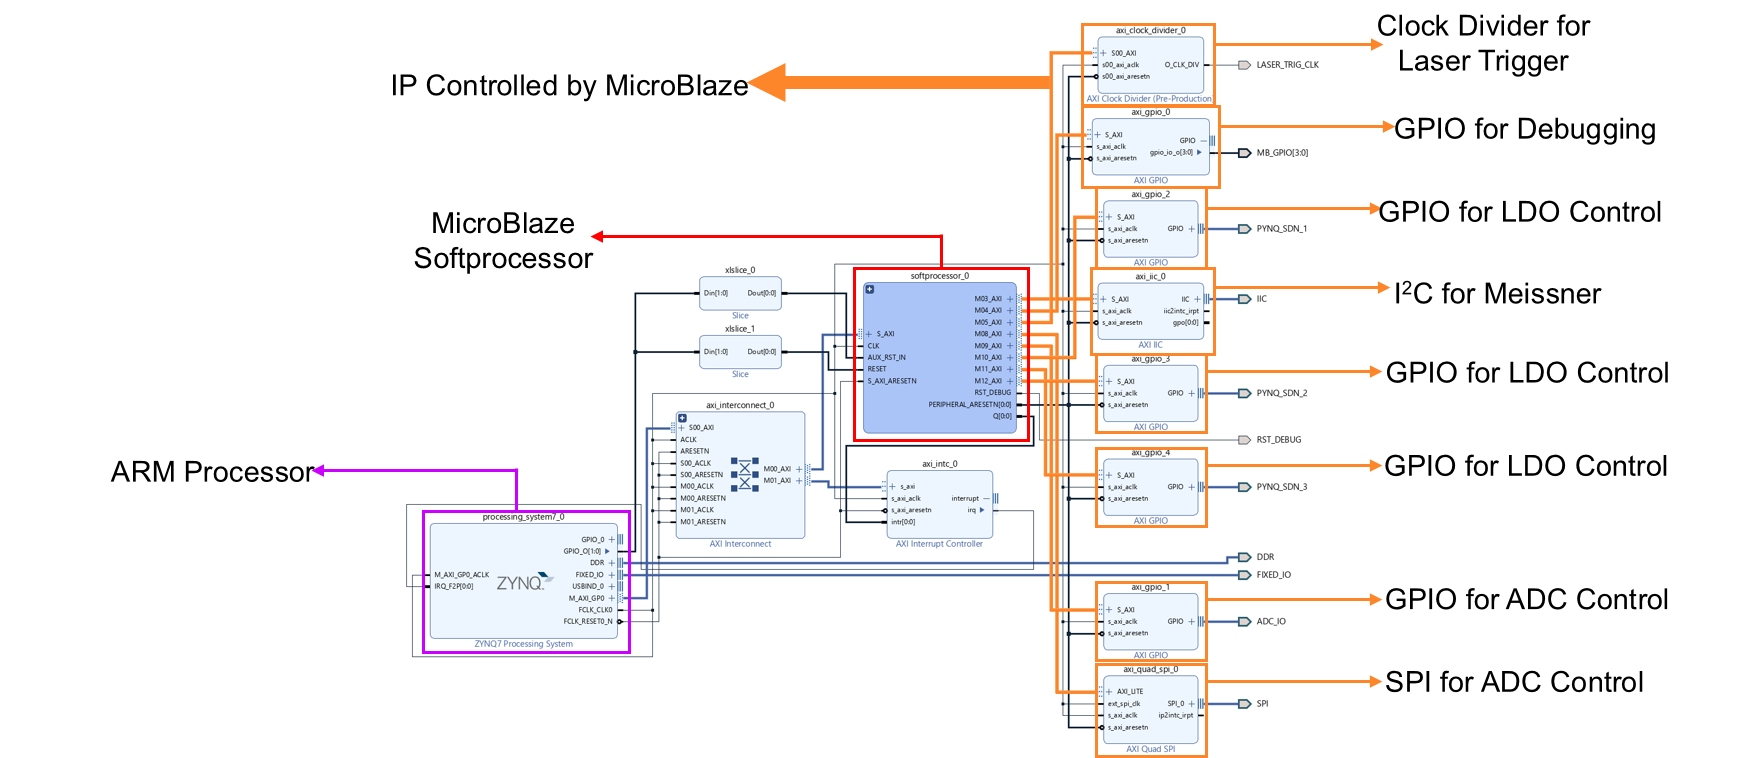 Clock Divider for
Laser Trigger
IP Controlled by MicroBlaze
axi_clock_divider_0
S00_AXI
s00_axi_aclk
s00_axi_aresetn
O_CLK_DIV
AXI Clock Divider (Pre-Production)
LASER_TRIG_CLK
axi_gpio_0
S_AXI
s_axi_aclk
s_axi_aresetn
GPIO
gpio_io_o[3:0]
AXI GPIO
MB_GPIO[3:0]
GPIO for Debugging
axi_gpio_2
S_AXI
s_axi_aclk
s_axi_aresetn
GPIO
AXI GPIO
PYNQ_SDN_1
GPIO for LDO Control
MicroBlaze
Softprocessor
xlslice_0
Din[1:0]
Dout[0:0]
Slice
xlslice_1
Din[1:0]
Dout[0:0]
Slice
softprocessor_0
S_AXI
CLK
AUX_RST_IN
RESET
S_AXI_ARESETN
M03_AXI
M04_AXI
M05_AXI
M08_AXI
M09_AXI
M10_AXI
M11_AXI
M12_AXI
RST_DEBUG
PERIPHERAL_ARESETN[0:0]
Q[0:0]
axi_iic_0
S_AXI
s_axi_aclk
s_axi_aresetn
IIC
iic2intc_irpt
gpo[0:0]
AXI IIC
IIC
I²C for Meissner
axi_gpio_3
S_AXI
s_axi_aclk
s_axi_aresetn
GPIO
AXI GPIO
PYNQ_SDN_2
GPIO for LDO Control
RST_DEBUG
axi_interconnect_0
S00_AXI
ACLK
ARESETN
S00_ACLK
S00_ARESETN
M00_ACLK
M00_ARESETN
M01_ACLK
M01_ARESETN
M00_AXI
M01_AXI
AXI Interconnect
axi_intc_0
s_axi
s_axi_aclk
s_axi_aresetn
intr[0:0]
interrupt
irq
AXI Interrupt Controller
axi_gpio_4
S_AXI
s_axi_aclk
s_axi_aresetn
GPIO
AXI GPIO
PYNQ_SDN_3
GPIO for LDO Control
ARM Processor
processing_system7_0
M_AXI_GP0_ACLK
IRQ_F2P[0:0]
ZYNQ
GPIO_0
GPIO_O[1:0]
DDR
FIXED_IO
USBIND_0
M_AXI_GP0
FCLK_CLK0
FCLK_RESET0_N
ZYNQ7 Processing System
DDR
FIXED_IO
axi_gpio_1
S_AXI
s_axi_aclk
s_axi_aresetn
GPIO
AXI GPIO
ADC_IO
GPIO for ADC Control
axi_quad_spi_0
AXI_LITE
ext_spi_clk
s_axi_aclk
s_axi_aresetn
SPI_0
ip2intc_irpt
AXI Quad SPI
SPI
SPI for ADC Control